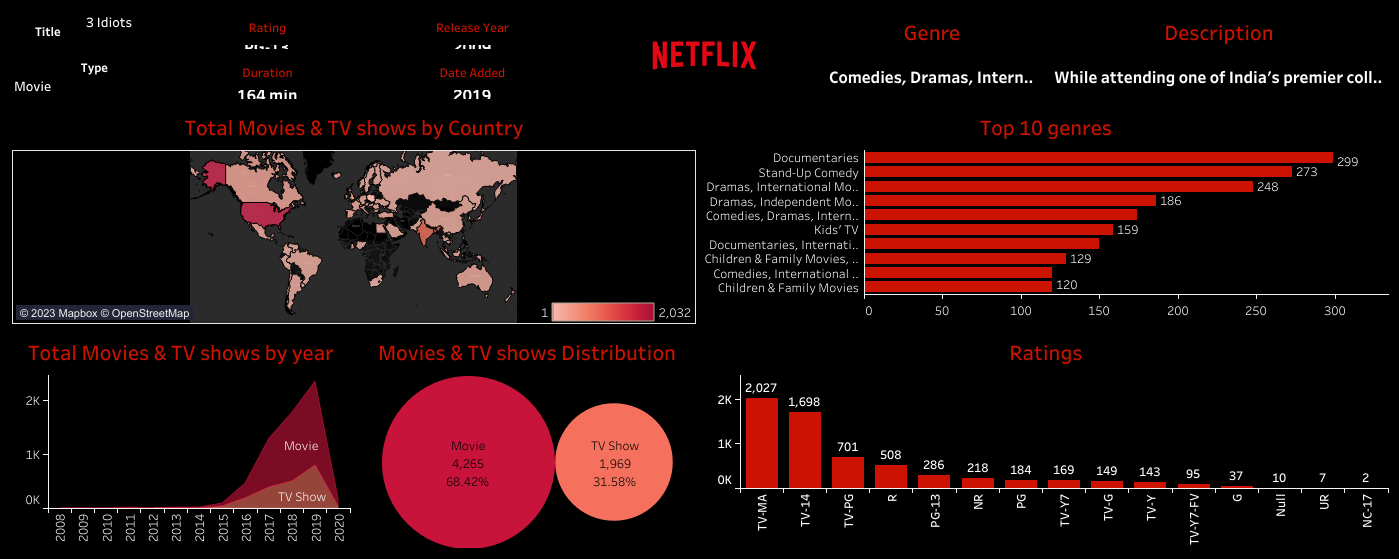 Title
3 Idiots
Type
Movie
Rating
Release Year
Duration
164 min
Date Added
2019
NETFLIX
Genre
Comedies, Dramas, Intern..
Description
While attending one of India's premier coll..
Total Movies & TV shows by Country
© 2023 Mapbox © OpenStreetMap
1
2,032
Top 10 genres
Documentaries
299
Stand-Up Comedy
273
Dramas, International Mo..
248
Dramas, Independent Mo..
186
Comedies, Dramas, Intern..
Kids' TV
159
Documentaries, Internati..
Children & Family Movies, ..
129
Comedies, International ..
Children & Family Movies
120
0 50 100 150 200 250 300
Total Movies & TV shows by year
2K
1K
0K
Movie
TV Show
2008 2009 2010 2011 2012 2013 2014 2015 2016 2017 2018 2019 2020
Movies & TV shows Distribution
Movie
4,265
68.42%
TV Show
1,969
31.58%
Ratings
2K
1K
0K
2,027 1,698 701 508 286 218 184 169 149 143 95 37 10 7 2
TV-MA TV-14 TV-PG R PG-13 NR PG TV-Y7 TV-G TV-Y TV-Y7-FV G Null UR NC-17